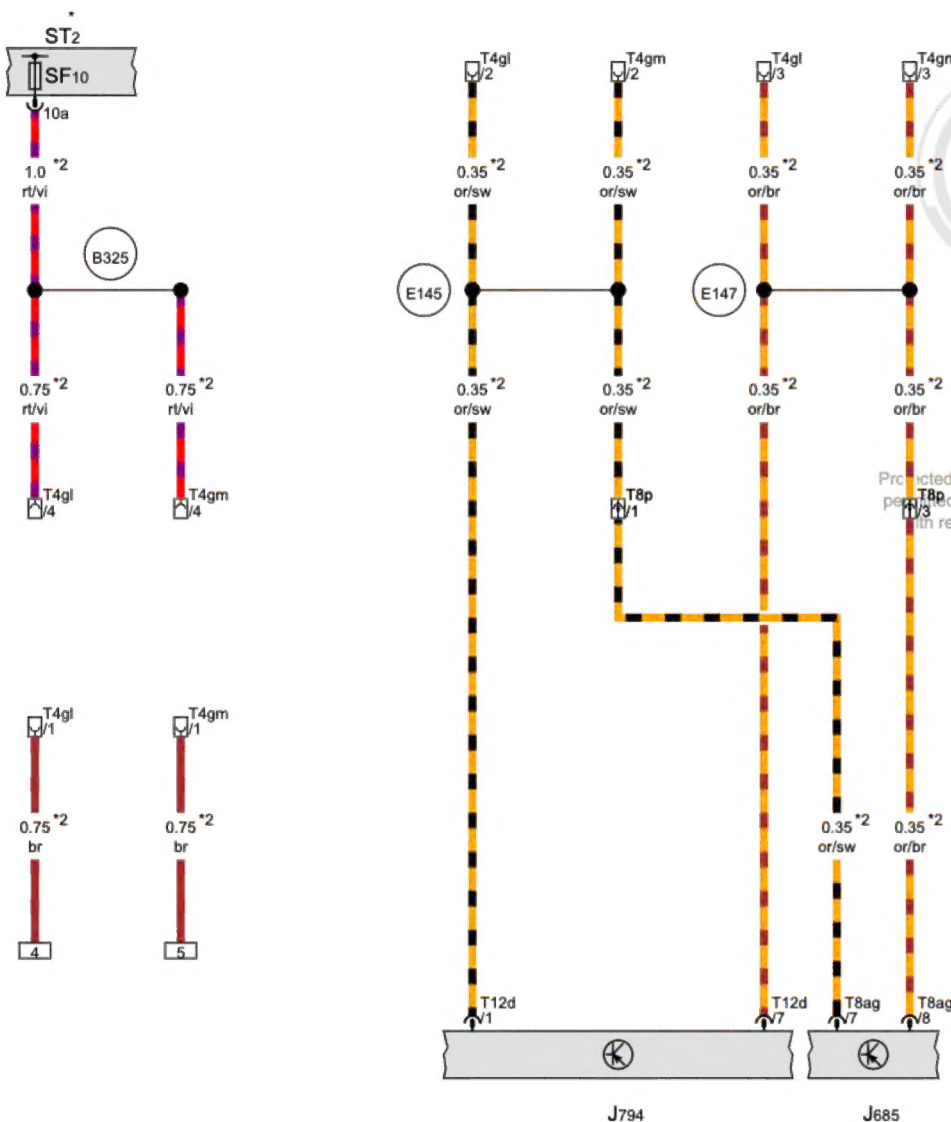 *
ST2
SF10
10a
T4gl
/2
T4gm
/2
T4gl
/3
T4gm
/3
1.0 *2
rt/vi
0.35 *2
or/sw
0.35 *2
or/sw
0.35 *2
or/br
0.35 *2
or/br
B325
E145
E147
0.75 *2
rt/vi
0.75 *2
rt/vi
0.35 *2
or/sw
0.35 *2
or/sw
0.35 *2
or/br
0.35 *2
or/br
T4gl
/4
T4gm
/4
T8p
/1
T8p
/3
T4gl
/1
T4gm
/1
0.75 *2
br
0.75 *2
br
0.35 *2
or/sw
0.35 *2
or/br
4
5
T12d
/1
T12d
/7
T8ag
/7
T8ag
/8
J794
J685